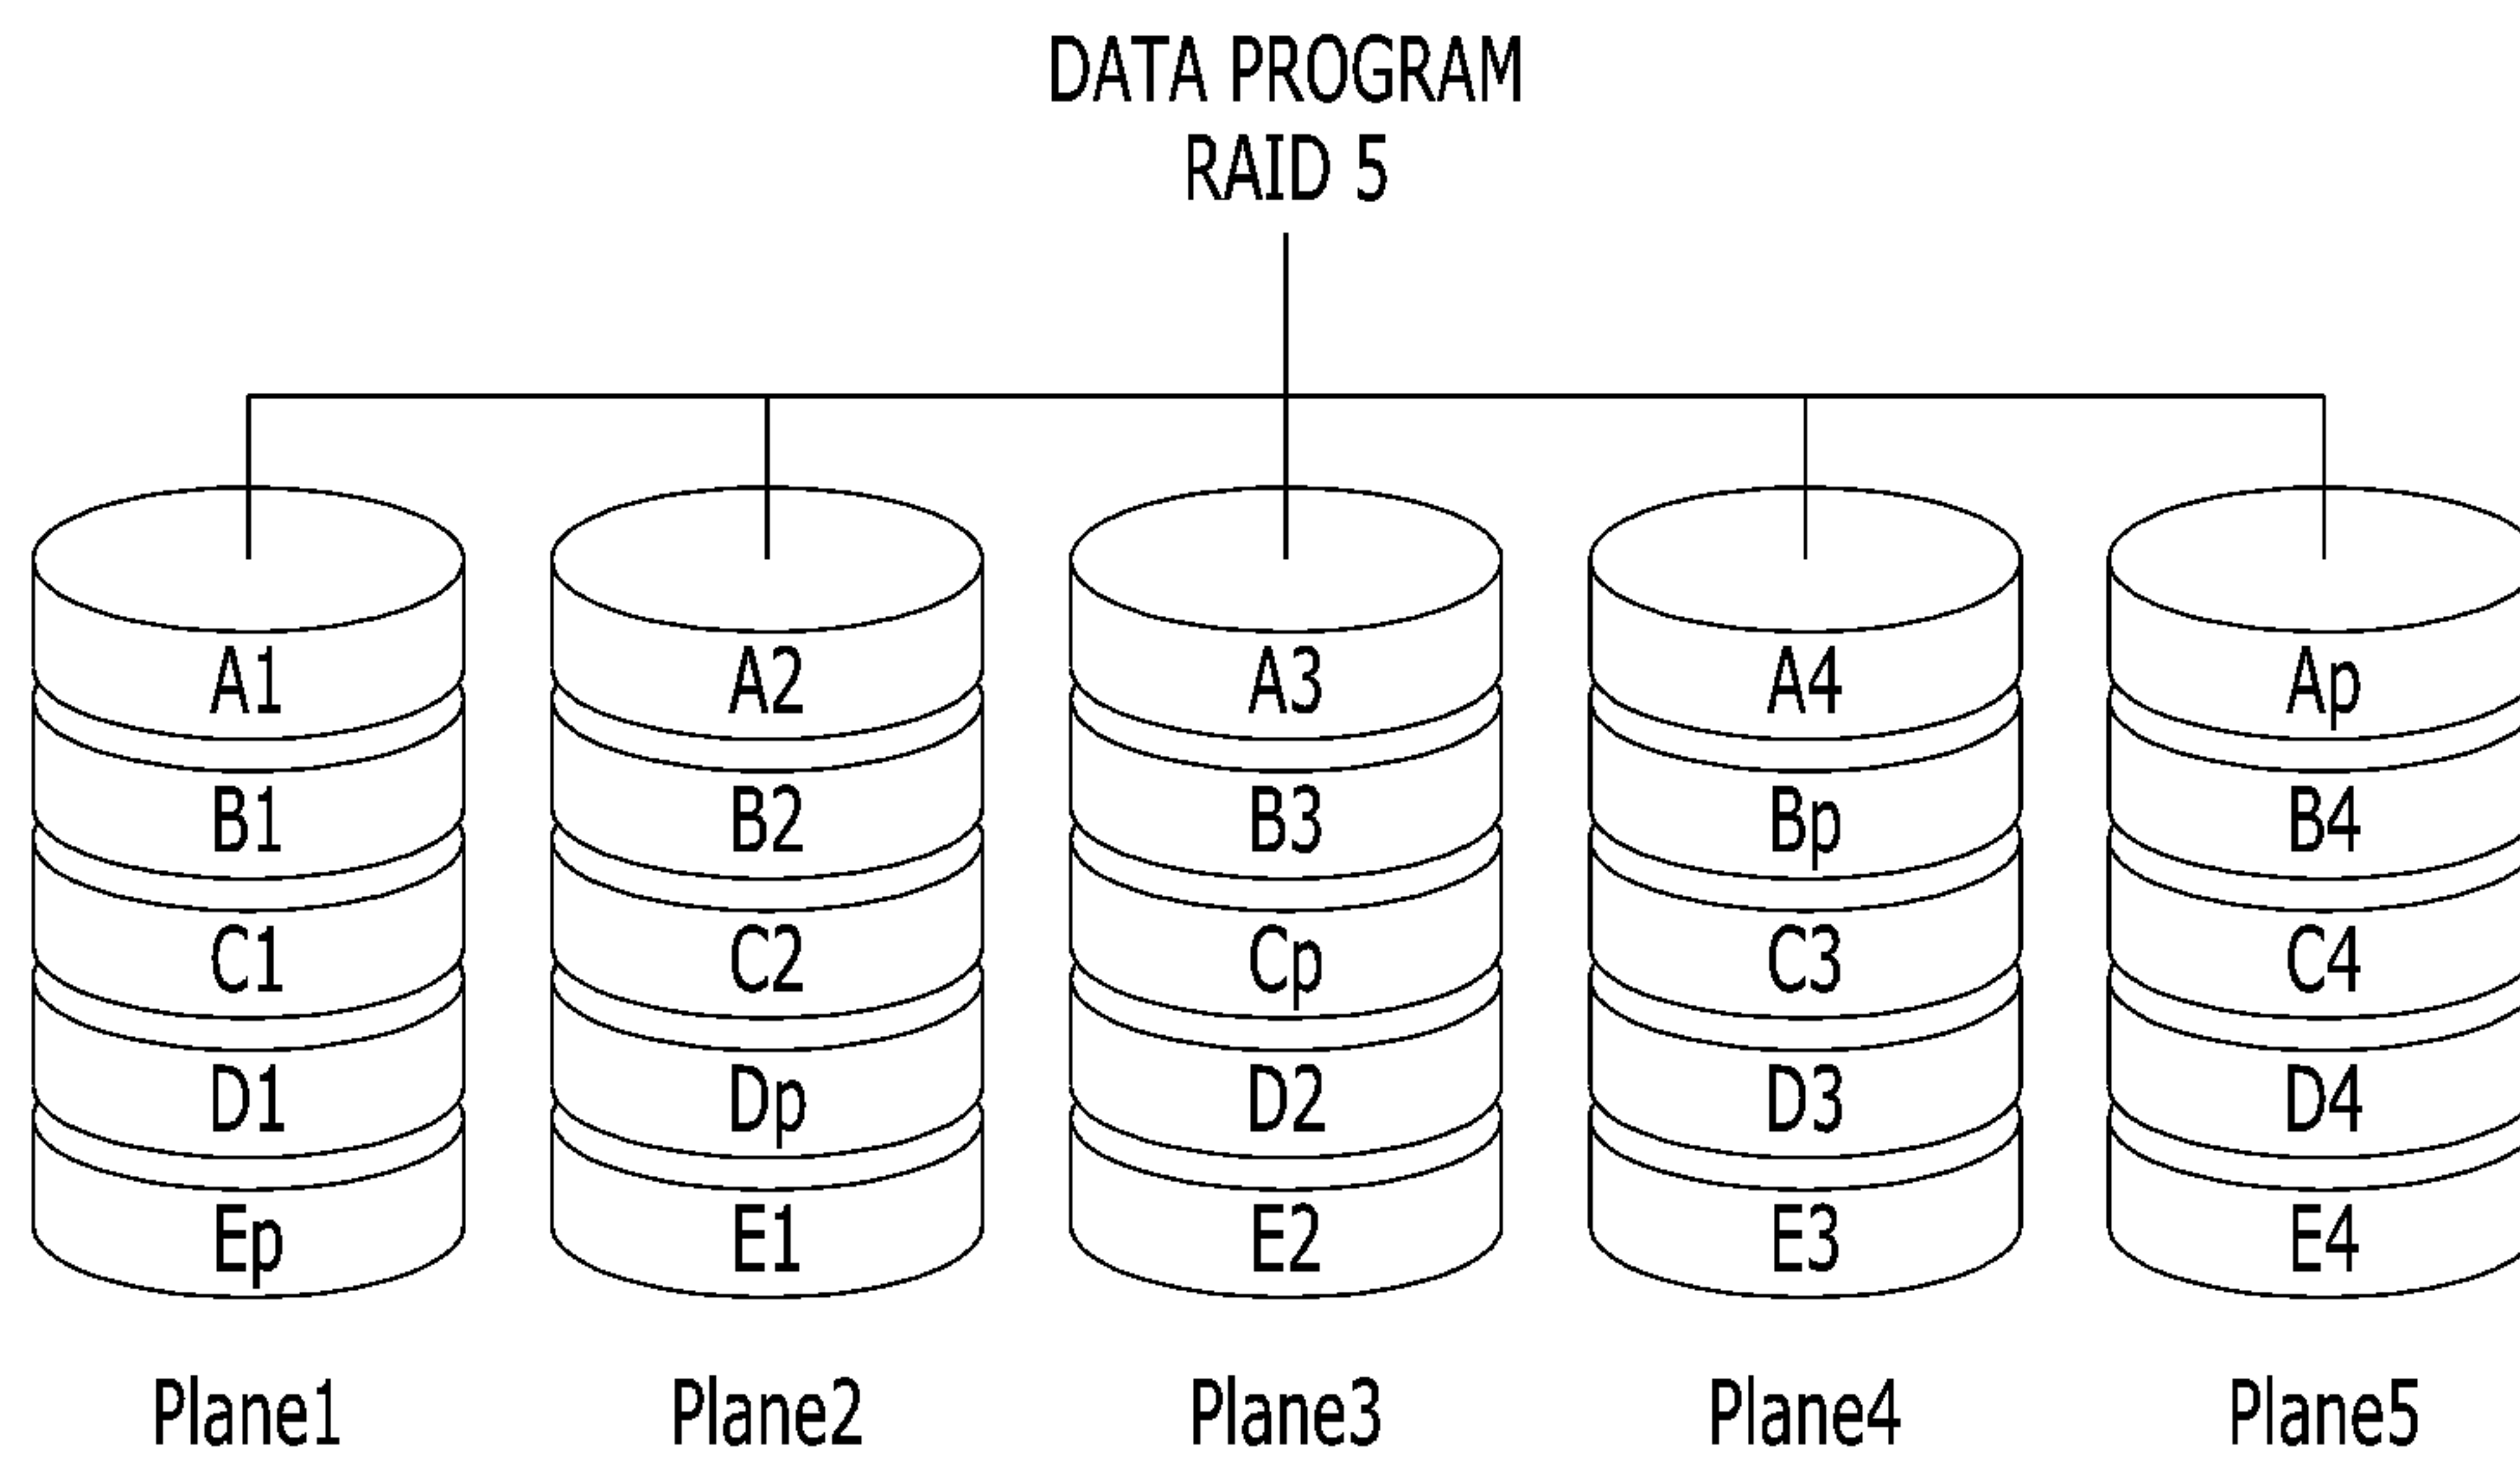 DATA PROGRAM
RAID 5
A1 A2 A3 A4 Ap
B1 B2 B3 Bp B4
C1 C2 Cp C3 C4
D1 Dp D2 D3 D4
Ep E1 E2 E3 E4
Plane1 Plane2 Plane3 Plane4 Plane5